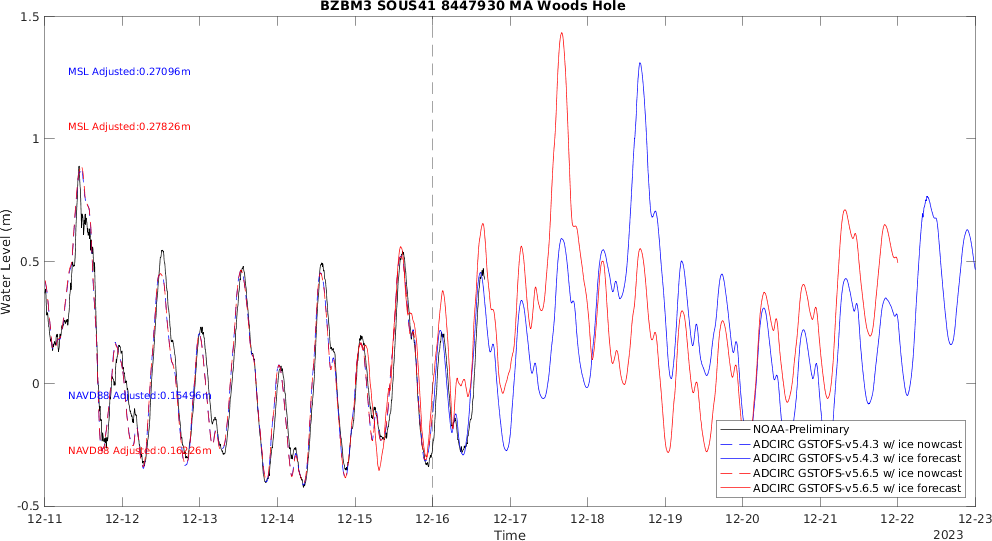 BZBM3 SOUS41 8447930 MA Woods Hole
1.5
MSL Adjusted:0.27096m
MSL Adjusted:0.27826m
1
0.5
Water Level (m)
0
NAVD88 Adjusted:0.15496m
NAVD88 Adjusted:0.16226m
NOAA-Preliminary
ADCIRC GSTOFS-v5.4.3 w/ ice nowcast
ADCIRC GSTOFS-v5.4.3 w/ ice forecast
ADCIRC GSTOFS-v5.6.5 w/ ice nowcast
ADCIRC GSTOFS-v5.6.5 w/ ice forecast
-0.5
12-11 12-12 12-13 12-14 12-15 12-16 12-17 12-18 12-19 12-20 12-21 12-22 12-23
Time
2023